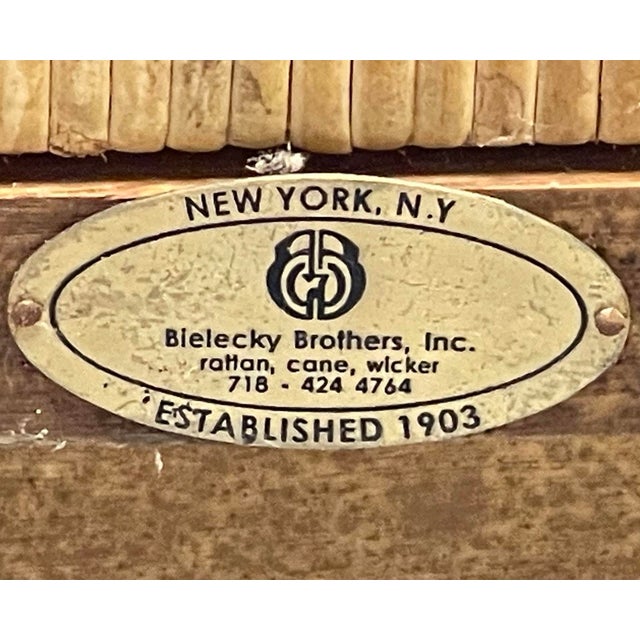 NEW YORK, N.Y
Bielecky Brothers, Inc.
rattan, cane, wicker
718 - 424 4764
ESTABLISHED 1903